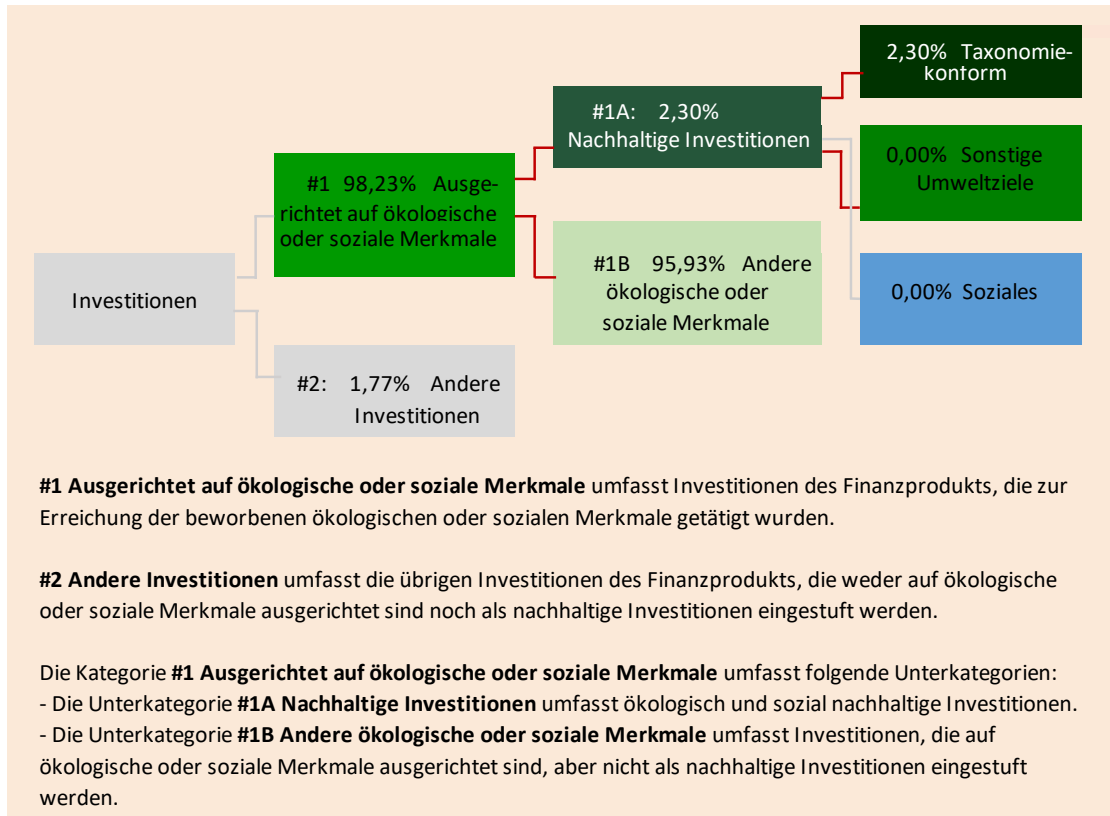 2,30% Taxonomie-
konform
#1A: 2,30%
Nachhaltige Investitionen
0,00% Sonstige
Umweltziele
#1 98,23% Ausge-
richtet auf ökologische
oder soziale Merkmale
#1B 95,93% Andere
ökologische oder
soziale Merkmale
0,00% Soziales
Investitionen
#2: 1,77% Andere
Investitionen
#1 Ausgerichtet auf ökologische oder soziale Merkmale umfasst Investitionen des Finanzprodukts, die zur
Erreichung der beworbenen ökologischen oder sozialen Merkmale getätigt wurden.
#2 Andere Investitionen umfasst die übrigen Investitionen des Finanzprodukts, die weder auf ökologische
oder soziale Merkmale ausgerichtet sind noch als nachhaltige Investitionen eingestuft werden.
Die Kategorie #1 Ausgerichtet auf ökologische oder soziale Merkmale umfasst folgende Unterkategorien:
- Die Unterkategorie #1A Nachhaltige Investitionen umfasst ökologisch und sozial nachhaltige Investitionen.
- Die Unterkategorie #1B Andere ökologische oder soziale Merkmale umfasst Investitionen, die auf
ökologische oder soziale Merkmale ausgerichtet sind, aber nicht als nachhaltige Investitionen eingestuft
werden.